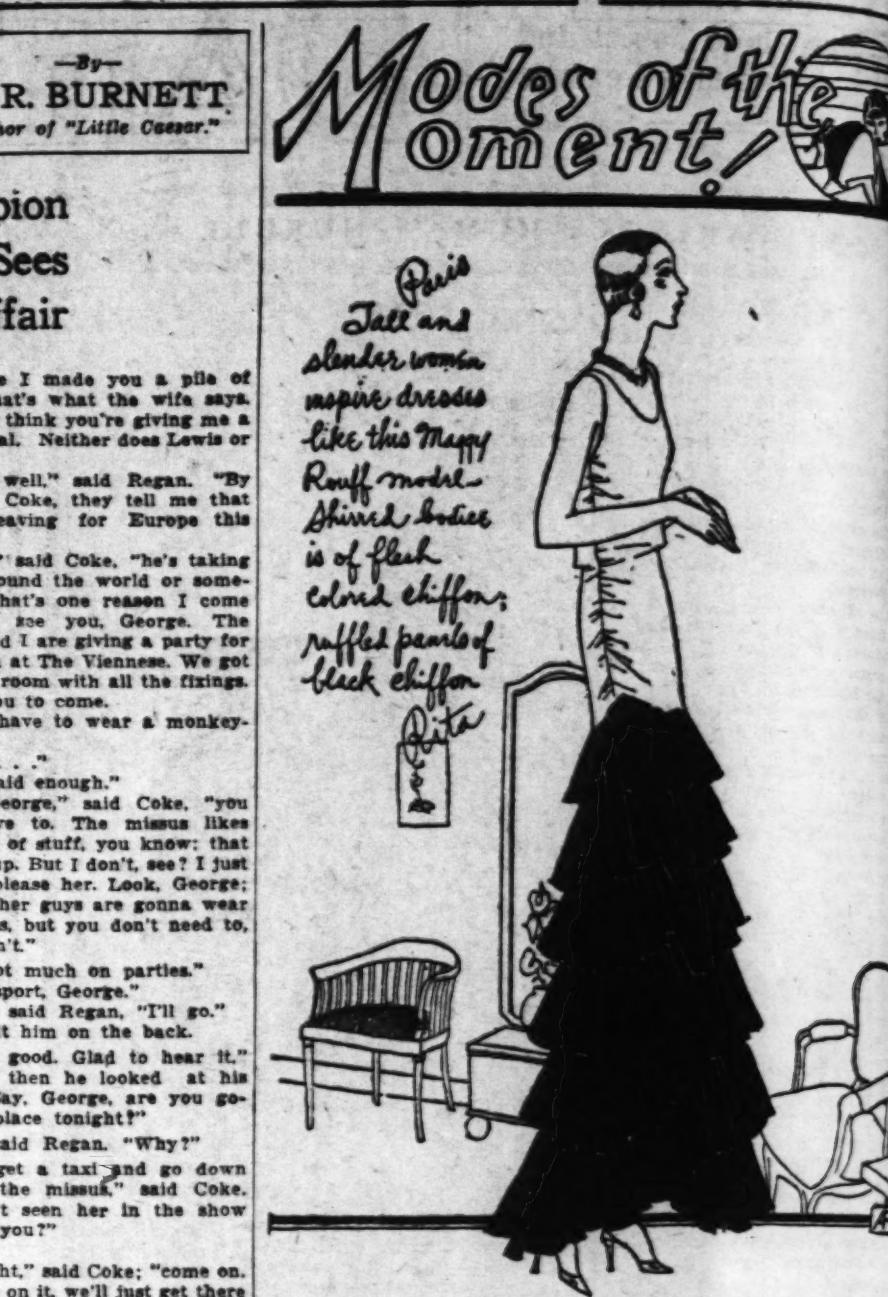 —By—
R. BURNETT
hor of "Little Caesar."
pion
Sees
ffair
e I made you a pile of
hat's what the wife says.
think you're giving me a
al. Neither does Lewis or
well," said Regan. "By
Coke, they tell me that
eaving for Europe this
" said Coke, "he's taking
ound the world or some-
hat's one reason I come
see you, George. The
d I are giving a party for
at The Viennese. We got
room with all the fixings.
ou to come.
have to wear a monkey-
. . ."
aid enough."
eorge," said Coke, "you
ve to. The missus likes
of stuff, you know: that
up. But I don't, see? I just
please her. Look, George;
her guys are gonna wear
s, but you don't need to,
n't."
ot much on parties."
sport, George."
said Regan, "I'll go."
t him on the back.
good. Glad to hear it,"
then he looked at his
Say, George, are you go-
place tonight?"
aid Regan. "Why?"
get a taxi and go down
the missus," said Coke.
t seen her in the show
you?"
ht," said Coke; "come on.
on it, we'll just get there
Modes of the
Moment!
Paris
Tall and
slender women
inspire dresses
like this Maggy
Rouff model—
Shirred bodice
is of flesh
colored chiffon;
ruffled panels of
black chiffon
Rita